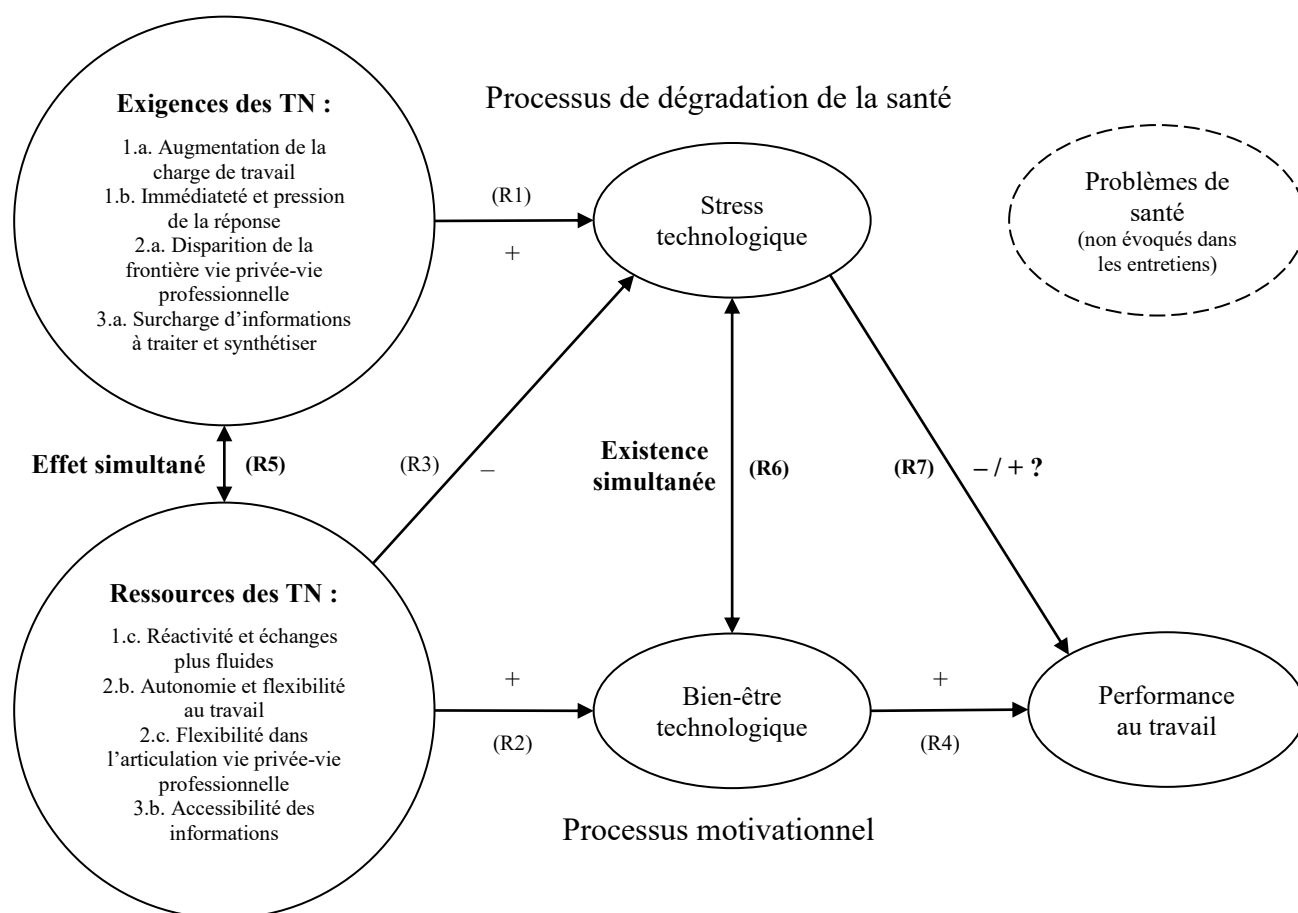 Exigences des TN :
1.a. Augmentation de la
charge de travail
1.b. Immédiateté et pression
de la réponse
2.a. Disparition de la
frontière vie privée-vie
professionnelle
3.a. Surcharge d’informations
à traiter et synthétiser
Processus de dégradation de la santé
(R1)
+
Stress
technologique
Problèmes de
santé
(non évoqués dans
les entretiens)
Effet simultané
(R5)
(R3)
–
Existence
simultanée
(R6)
(R7)
– / + ?
Ressources des TN :
1.c. Réactivité et échanges
plus fluides
2.b. Autonomie et flexibilité
au travail
2.c. Flexibilité dans
l’articulation vie privée-vie
professionnelle
3.b. Accessibilité des
informations
+
(R2)
Bien-être
technologique
+
(R4)
Performance
au travail
Processus motivationnel